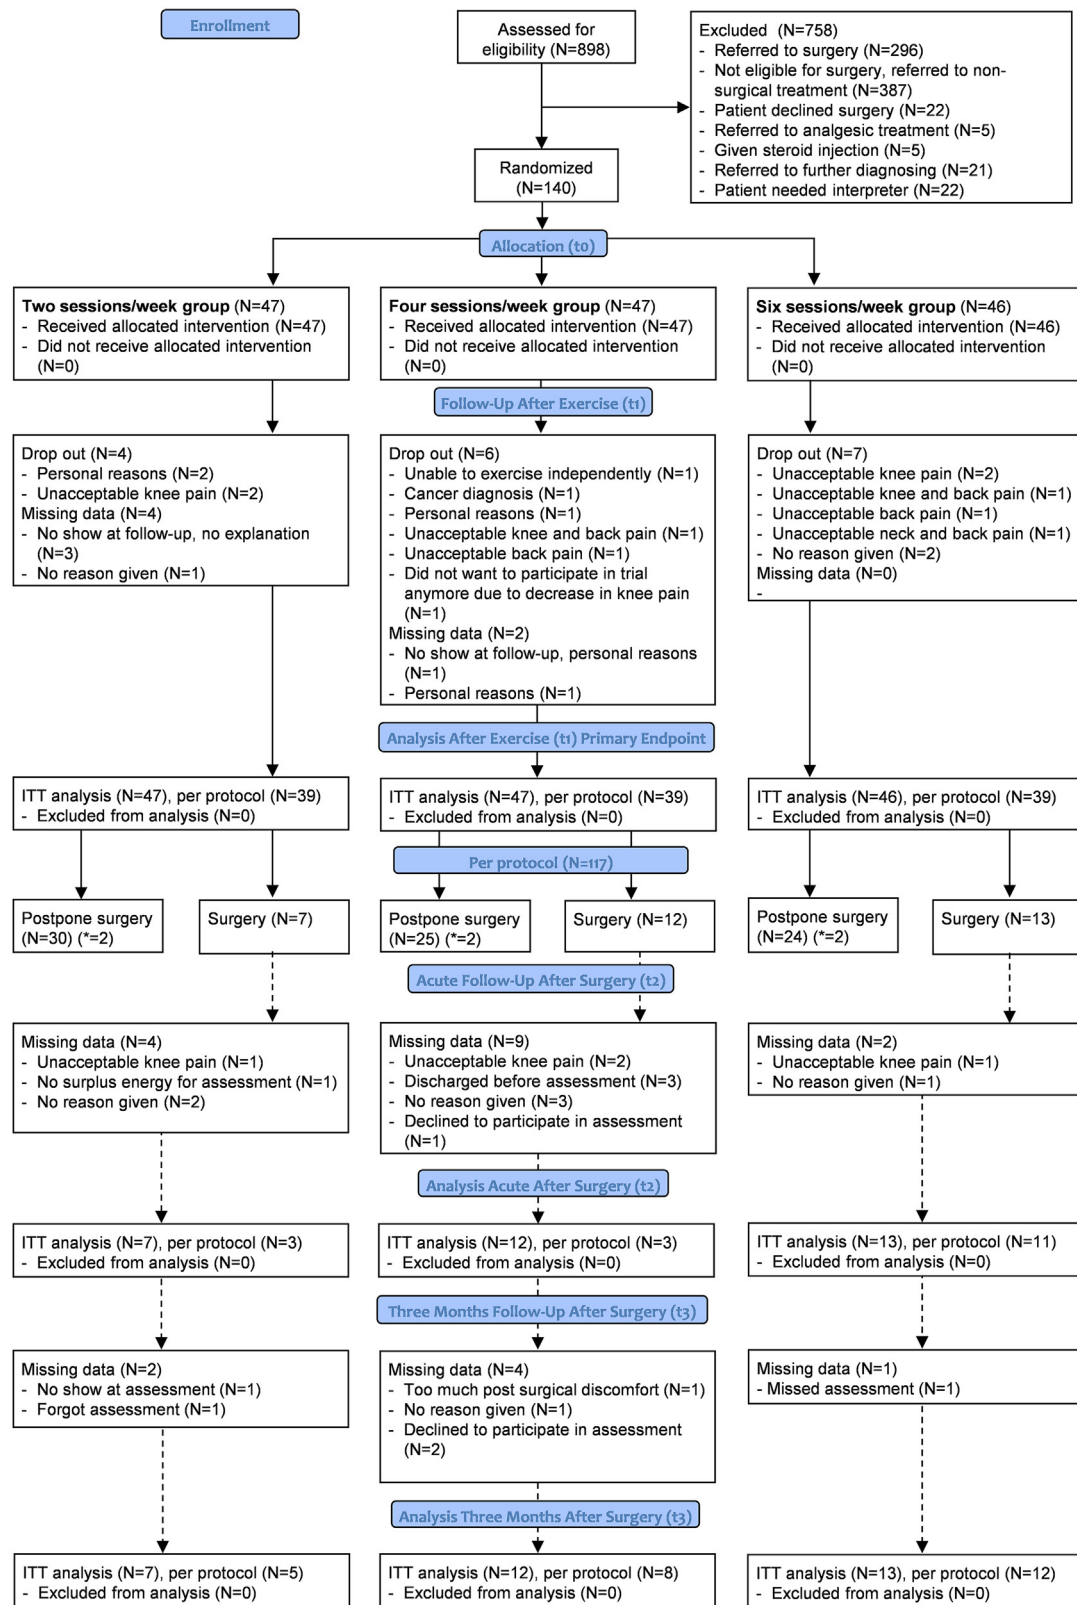 Enrollment
Assessed for
eligibility (N=898)
Excluded (N=758)
- Referred to surgery (N=296)
- Not eligible for surgery, referred to non-
surgical treatment (N=387)
- Patient declined surgery (N=22)
- Referred to analgesic treatment (N=5)
- Given steroid injection (N=5)
- Referred to further diagnosing (N=21)
- Patient needed interpreter (N=22)
Randomized
(N=140)
Allocation (t0)
Two sessions/week group (N=47)
- Received allocated intervention (N=47)
- Did not receive allocated intervention
(N=0)
Four sessions/week group (N=47)
- Received allocated intervention (N=47)
- Did not receive allocated intervention
(N=0)
Six sessions/week group (N=46)
- Received allocated intervention (N=46)
- Did not receive allocated intervention
(N=0)
Follow-Up After Exercise (t1)
Drop out (N=4)
- Personal reasons (N=2)
- Unacceptable knee pain (N=2)
Missing data (N=4)
- No show at follow-up, no explanation
(N=3)
- No reason given (N=1)
Drop out (N=6)
- Unable to exercise independently (N=1)
- Cancer diagnosis (N=1)
- Personal reasons (N=1)
- Unacceptable knee and back pain (N=1)
- Unacceptable back pain (N=1)
- Did not want to participate in trial
anymore due to decrease in knee pain
(N=1)
Missing data (N=2)
- No show at follow-up, personal reasons
(N=1)
- Personal reasons (N=1)
Drop out (N=7)
- Unacceptable knee pain (N=2)
- Unacceptable knee and back pain (N=1)
- Unacceptable back pain (N=1)
- Unacceptable neck and back pain (N=1)
- No reason given (N=2)
Missing data (N=0)
-
Analysis After Exercise (t1) Primary Endpoint
ITT analysis (N=47), per protocol (N=39)
- Excluded from analysis (N=0)
ITT analysis (N=47), per protocol (N=39)
- Excluded from analysis (N=0)
ITT analysis (N=46), per protocol (N=39)
- Excluded from analysis (N=0)
Per protocol (N=117)
Postpone surgery
(N=30) (*=2)
Surgery (N=7)
Postpone surgery
(N=25) (*=2)
Surgery (N=12)
Postpone surgery
(N=24) (*=2)
Surgery (N=13)
Acute Follow-Up After Surgery (t2)
Missing data (N=4)
- Unacceptable knee pain (N=1)
- No surplus energy for assessment (N=1)
- No reason given (N=2)
Missing data (N=9)
- Unacceptable knee pain (N=2)
- Discharged before assessment (N=3)
- No reason given (N=3)
- Declined to participate in assessment
(N=1)
Missing data (N=2)
- Unacceptable knee pain (N=1)
- No reason given (N=1)
Analysis Acute After Surgery (t2)
ITT analysis (N=7), per protocol (N=3)
- Excluded from analysis (N=0)
ITT analysis (N=12), per protocol (N=3)
- Excluded from analysis (N=0)
ITT analysis (N=13), per protocol (N=11)
- Excluded from analysis (N=0)
Three Months Follow-Up After Surgery (t3)
Missing data (N=2)
- No show at assessment (N=1)
- Forgot assessment (N=1)
Missing data (N=4)
- Too much post surgical discomfort (N=1)
- No reason given (N=1)
- Declined to participate in assessment
(N=2)
Missing data (N=1)
- Missed assessment (N=1)
Analysis Three Months After Surgery (t3)
ITT analysis (N=7), per protocol (N=5)
- Excluded from analysis (N=0)
ITT analysis (N=12), per protocol (N=8)
- Excluded from analysis (N=0)
ITT analysis (N=13), per protocol (N=12)
- Excluded from analysis (N=0)